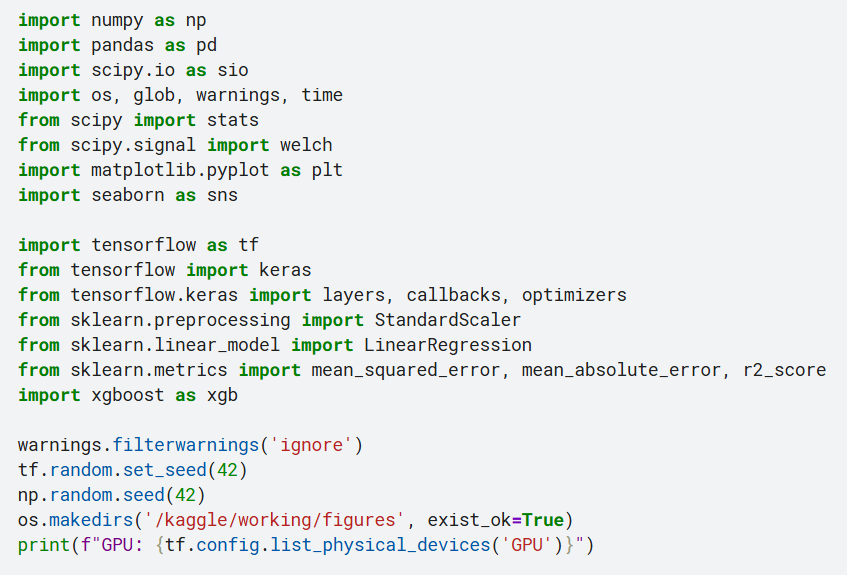 import numpy as np
import pandas as pd
import scipy.io as sio
import os, glob, warnings, time
from scipy import stats
from scipy.signal import welch
import matplotlib.pyplot as plt
import seaborn as sns

import tensorflow as tf
from tensorflow import keras
from tensorflow.keras import layers, callbacks, optimizers
from sklearn.preprocessing import StandardScaler
from sklearn.linear_model import LinearRegression
from sklearn.metrics import mean_squared_error, mean_absolute_error, r2_score
import xgboost as xgb

warnings.filterwarnings('ignore')
tf.random.set_seed(42)
np.random.seed(42)
os.makedirs('/kaggle/working/figures', exist_ok=True)
print(f"GPU: {tf.config.list_physical_devices('GPU')}")